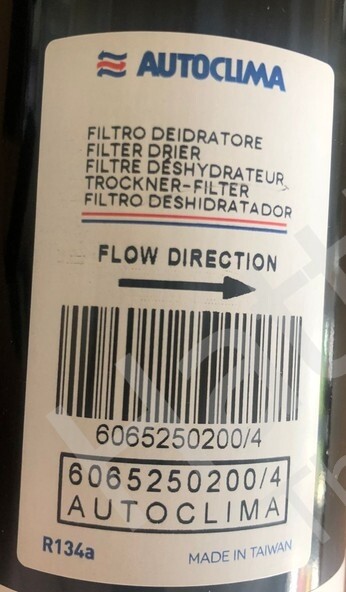 AUTOCLIMA
FILTRO DEIDRATORE
FILTER DRIER
FILTRE DÉSHYDRATEUR
TROCKNER-FILTER
FILTRO DESHIDRATADOR
FLOW DIRECTION
6065250200/4
6065250200/4
AUTOCLIMA
R134a
MADE IN TAIWAN